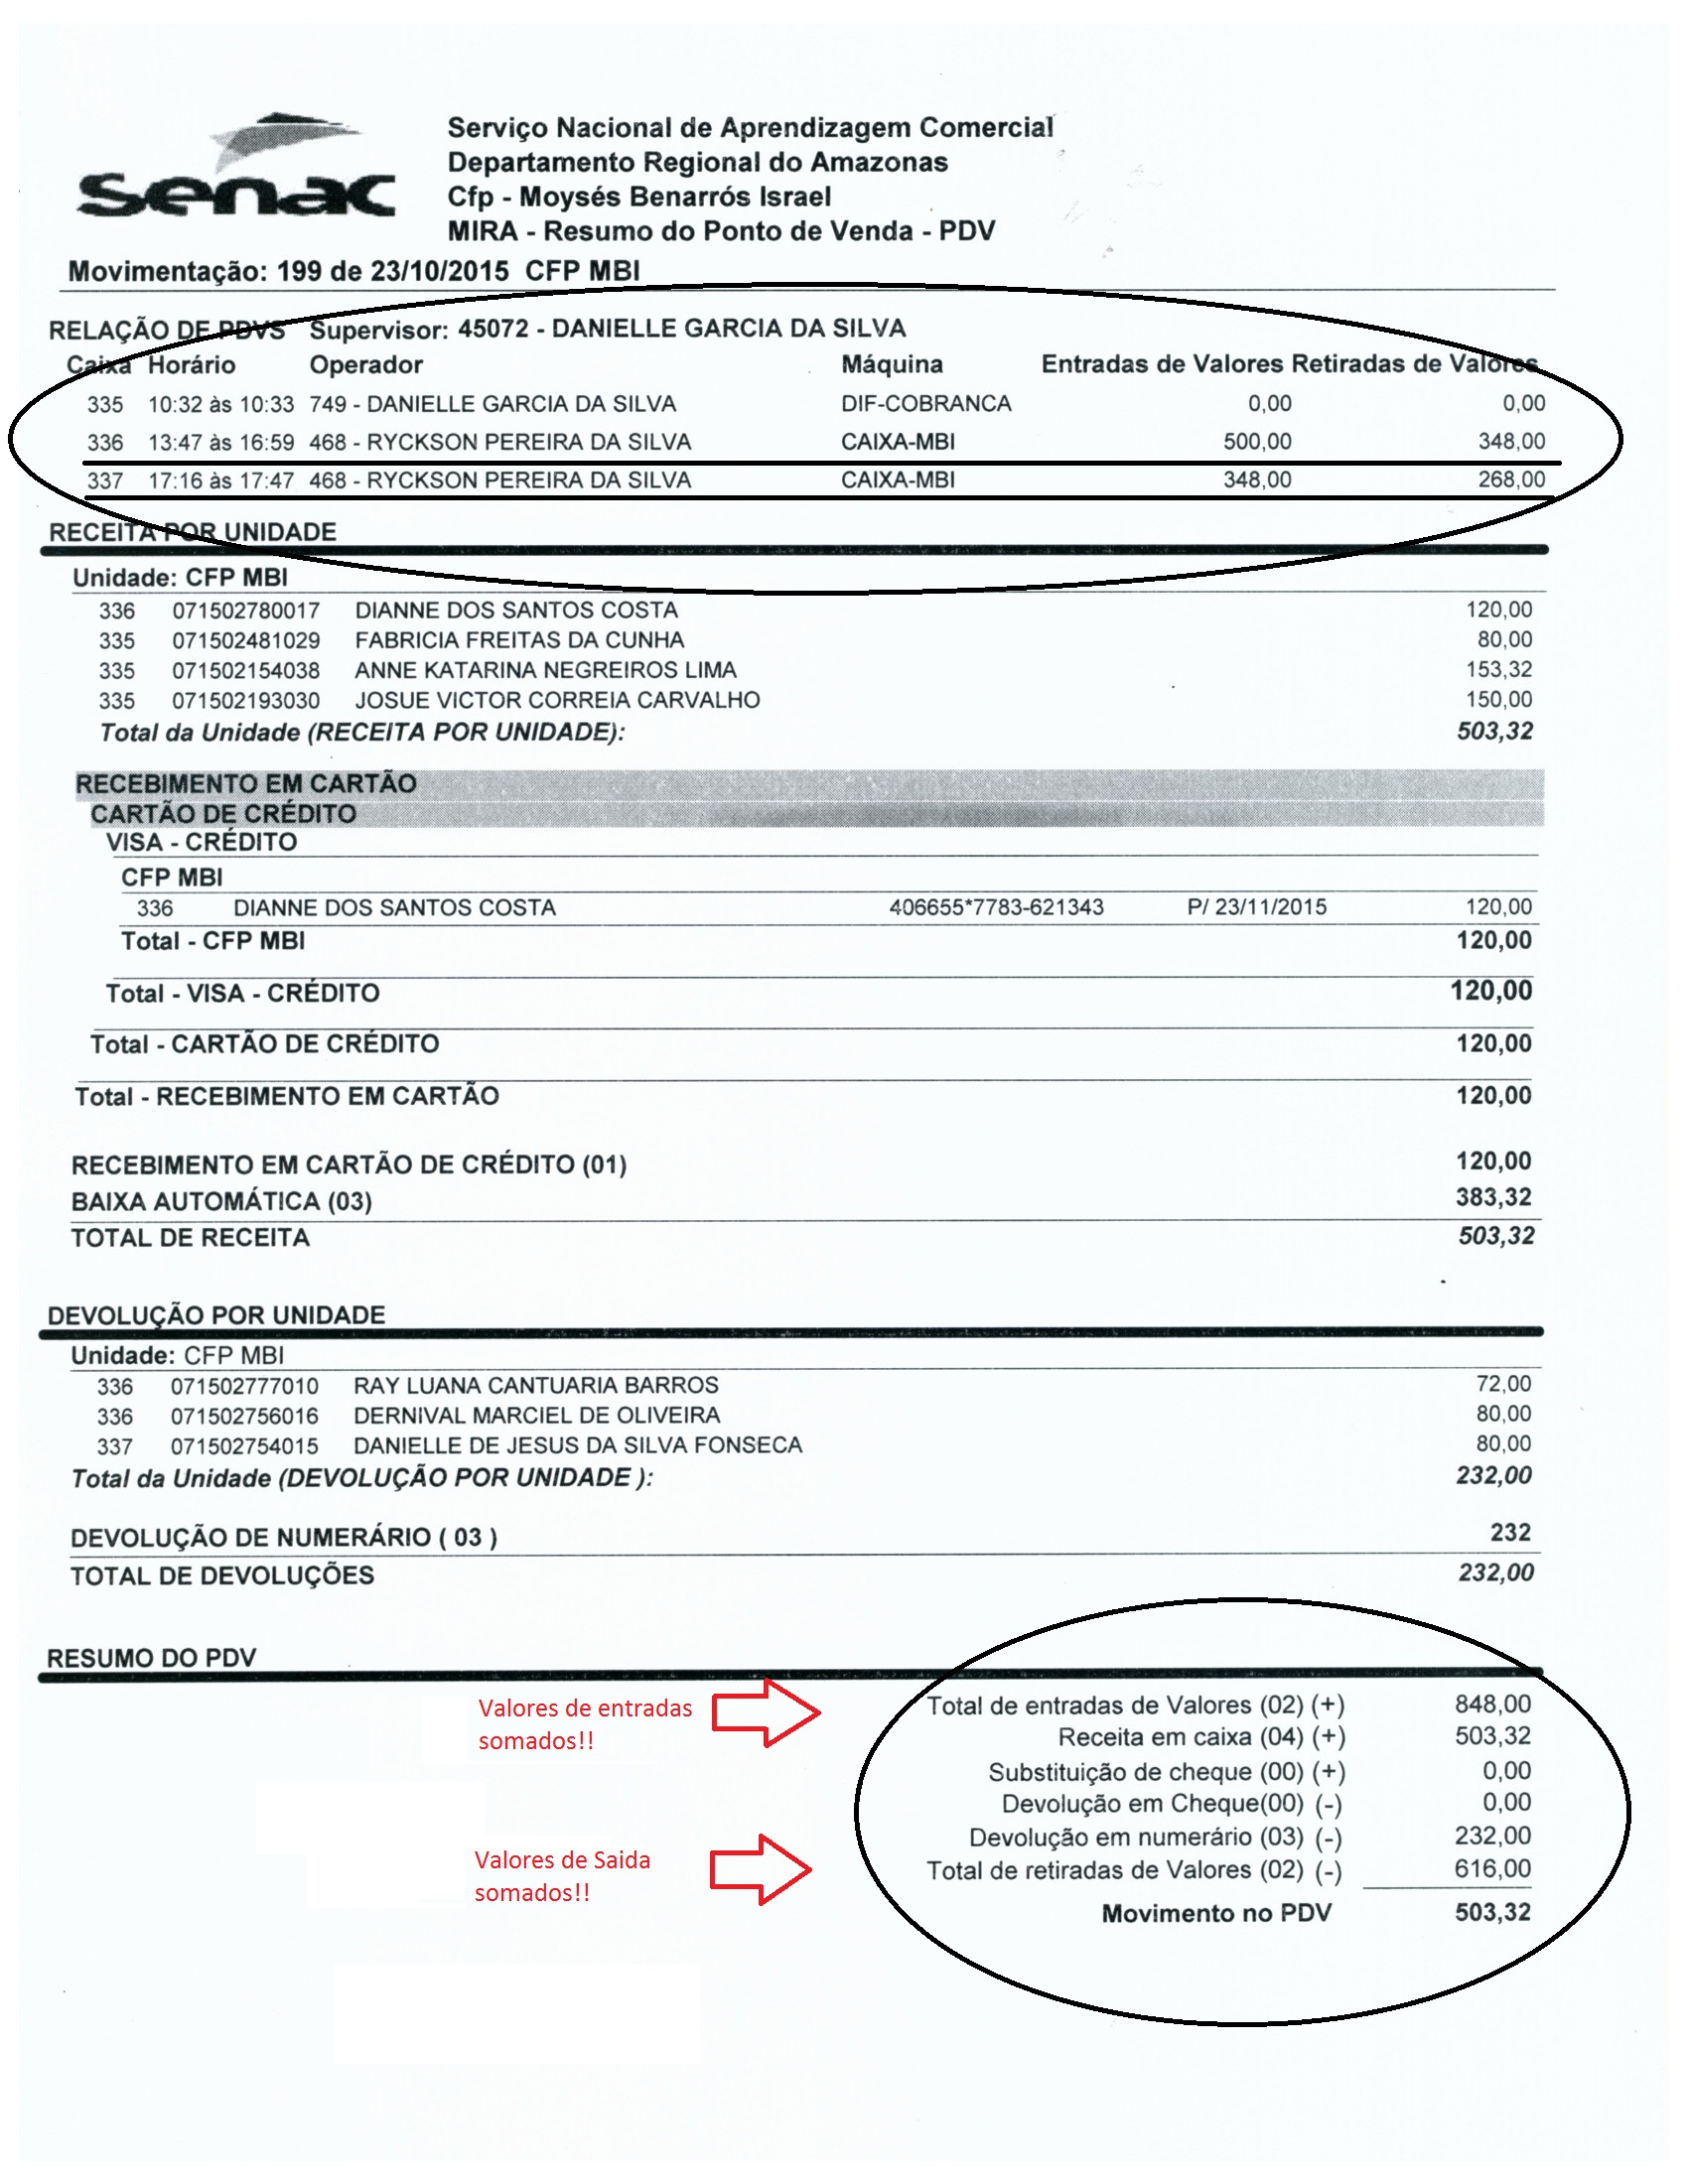 senac
Serviço Nacional de Aprendizagem Comercial
Departamento Regional do Amazonas
Cfp - Moysés Benarrós Israel
MIRA - Resumo do Ponto de Venda - PDV
Movimentação: 199 de 23/10/2015 CFP MBI
RELAÇÃO DE PDVS Supervisor: 45072 - DANIELLE GARCIA DA SILVA
Caixa Horário Operador Máquina Entradas de Valores Retiradas de Valores
335 10:32 às 10:33 749 - DANIELLE GARCIA DA SILVA DIF-COBRANCA 0,00 0,00
336 13:47 às 16:59 468 - RYCKSON PEREIRA DA SILVA CAIXA-MBI 500,00 348,00
337 17:16 às 17:47 468 - RYCKSON PEREIRA DA SILVA CAIXA-MBI 348,00 268,00
RECEITA POR UNIDADE
Unidade: CFP MBI
336 071502780017 DIANNE DOS SANTOS COSTA 120,00
335 071502481029 FABRICIA FREITAS DA CUNHA 80,00
335 071502154038 ANNE KATARINA NEGREIROS LIMA 153,32
335 071502193030 JOSUE VICTOR CORREIA CARVALHO 150,00
Total da Unidade (RECEITA POR UNIDADE): 503,32
RECEBIMENTO EM CARTÃO
CARTÃO DE CRÉDITO
VISA - CRÉDITO
CFP MBI
336 DIANNE DOS SANTOS COSTA 406655*7783-621343 P/ 23/11/2015 120,00
Total - CFP MBI 120,00
Total - VISA - CRÉDITO 120,00
Total - CARTÃO DE CRÉDITO 120,00
Total - RECEBIMENTO EM CARTÃO 120,00
RECEBIMENTO EM CARTÃO DE CRÉDITO (01) 120,00
BAIXA AUTOMÁTICA (03) 383,32
TOTAL DE RECEITA 503,32
DEVOLUÇÃO POR UNIDADE
Unidade: CFP MBI
336 071502777010 RAY LUANA CANTUARIA BARROS 72,00
336 071502756016 DERNIVAL MARCIEL DE OLIVEIRA 80,00
337 071502754015 DANIELLE DE JESUS DA SILVA FONSECA 80,00
Total da Unidade (DEVOLUÇÃO POR UNIDADE ): 232,00
DEVOLUÇÃO DE NUMERÁRIO ( 03 ) 232
TOTAL DE DEVOLUÇÕES 232,00
RESUMO DO PDV
Valores de entradas
somados!!
Total de entradas de Valores (02) (+) 848,00
Receita em caixa (04) (+) 503,32
Substituição de cheque (00) (+) 0,00
Devolução em Cheque(00) (-) 0,00
Devolução em numerário (03) (-) 232,00
Valores de Saida
somados!!
Total de retiradas de Valores (02) (-) 616,00
Movimento no PDV 503,32